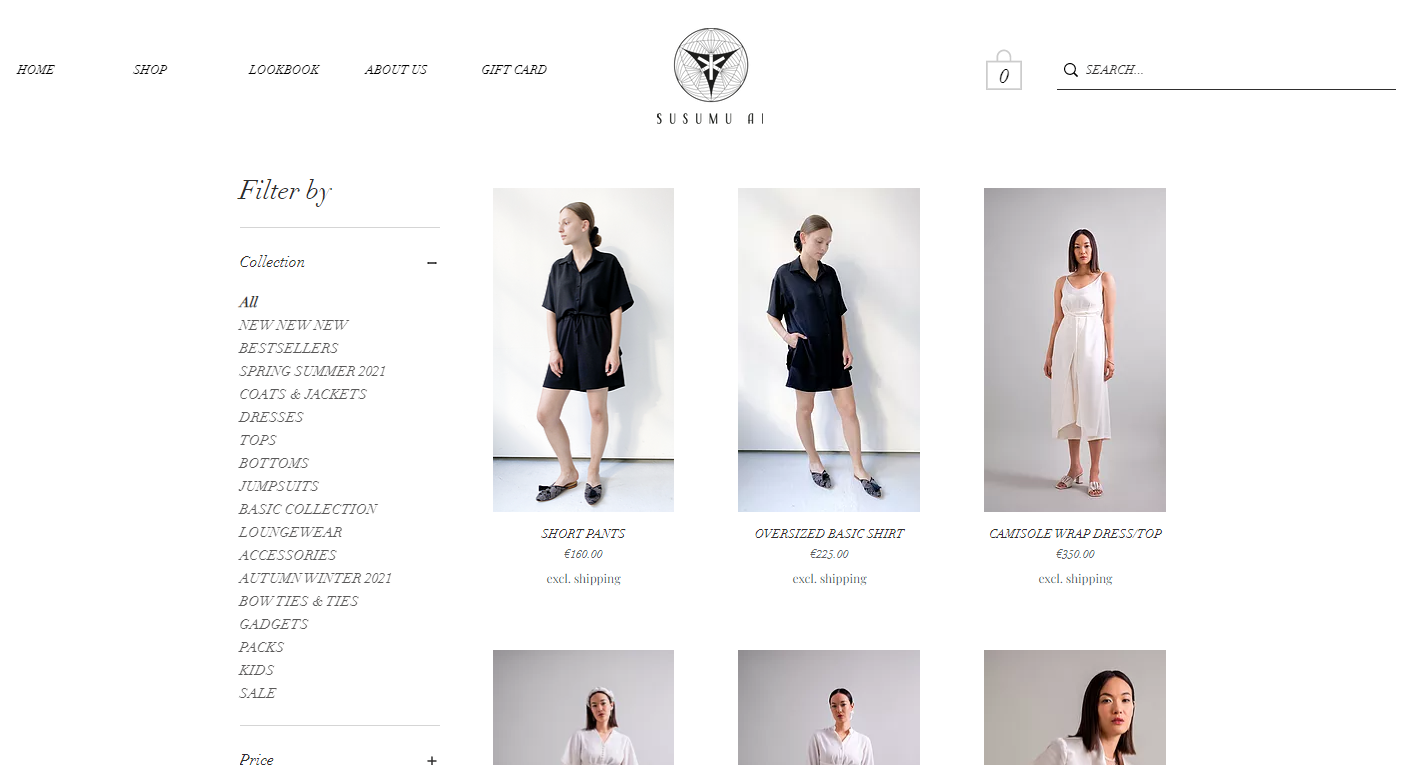 HOME
SHOP
LOOKBOOK
ABOUT US
GIFT CARD
SUSUMU AI
0
SEARCH...
Filter by
Collection
All
NEW NEW NEW
BESTSELLERS
SPRING SUMMER 2021
COATS & JACKETS
DRESSES
TOPS
BOTTOMS
JUMPSUITS
BASIC COLLECTION
LOUNGEWEAR
ACCESSORIES
AUTUMN WINTER 2021
BOW TIES & TIES
GADGETS
PACKS
KIDS
SALE
Price
SHORT PANTS
€160.00
excl. shipping
OVERSIZED BASIC SHIRT
€225.00
excl. shipping
CAMISOLE WRAP DRESS/TOP
€350.00
excl. shipping